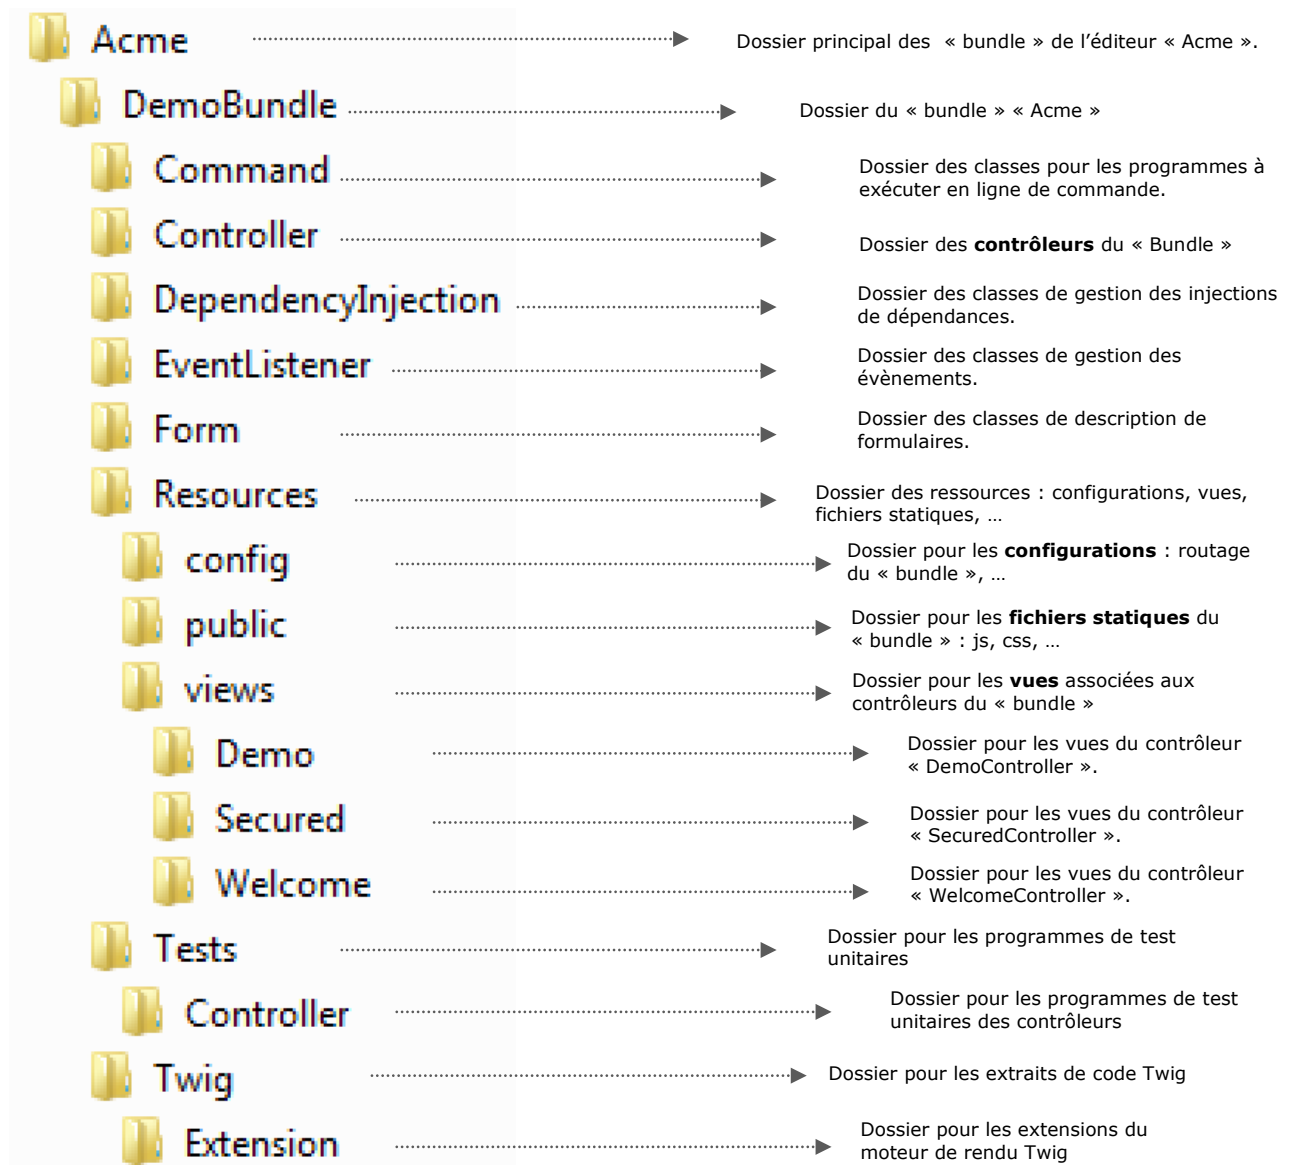 Acme
Dossier principal des « bundle » de l’éditeur « Acme ».
DemoBundle
Dossier du « bundle » « Acme »
Command
Dossier des classes pour les programmes à
exécuter en ligne de commande.
Controller
Dossier des contrôleurs du « Bundle »
DependencyInjection
Dossier des classes de gestion des injections
de dépendances.
EventListener
Dossier des classes de gestion des
évènements.
Form
Dossier des classes de description de
formulaires.
Resources
Dossier des ressources : configurations, vues,
fichiers statiques, …
config
Dossier pour les configurations : routage
du « bundle », …
public
Dossier pour les fichiers statiques du
« bundle » : js, css, …
views
Dossier pour les vues associées aux
contrôleurs du « bundle »
Demo
Dossier pour les vues du contrôleur
« DemoController ».
Secured
Dossier pour les vues du contrôleur
« SecuredController ».
Welcome
Dossier pour les vues du contrôleur
« WelcomeController ».
Tests
Dossier pour les programmes de test
unitaires
Controller
Dossier pour les programmes de test
unitaires des contrôleurs
Twig
Dossier pour les extraits de code Twig
Extension
Dossier pour les extensions du
moteur de rendu Twig